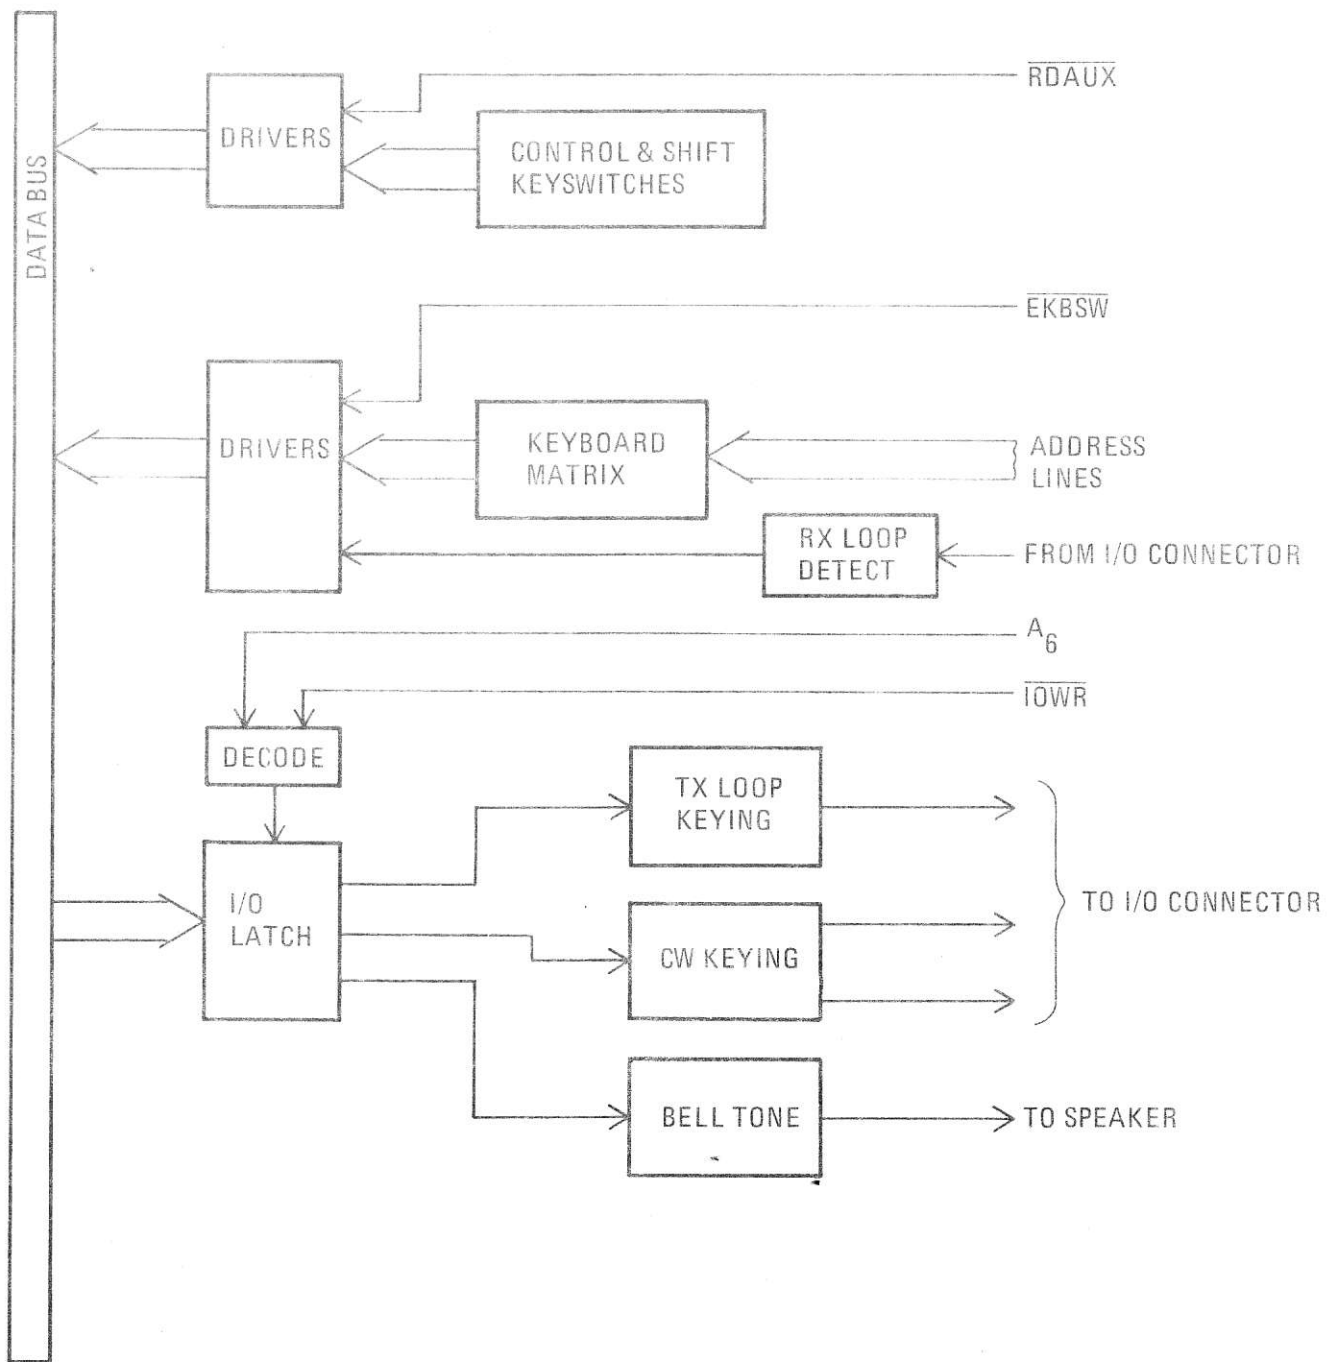 RDAUX
DRIVERS
CONTROL & SHIFT
KEYSWITCHES
DATA BUS
EKBSW
DRIVERS
KEYBOARD
MATRIX
ADDRESS
LINES
RX LOOP
DETECT
FROM I/O CONNECTOR
A6
IOWR
DECODE
TX LOOP
KEYING
I/O
LATCH
TO I/O CONNECTOR
CW KEYING
BELL TONE
TO SPEAKER